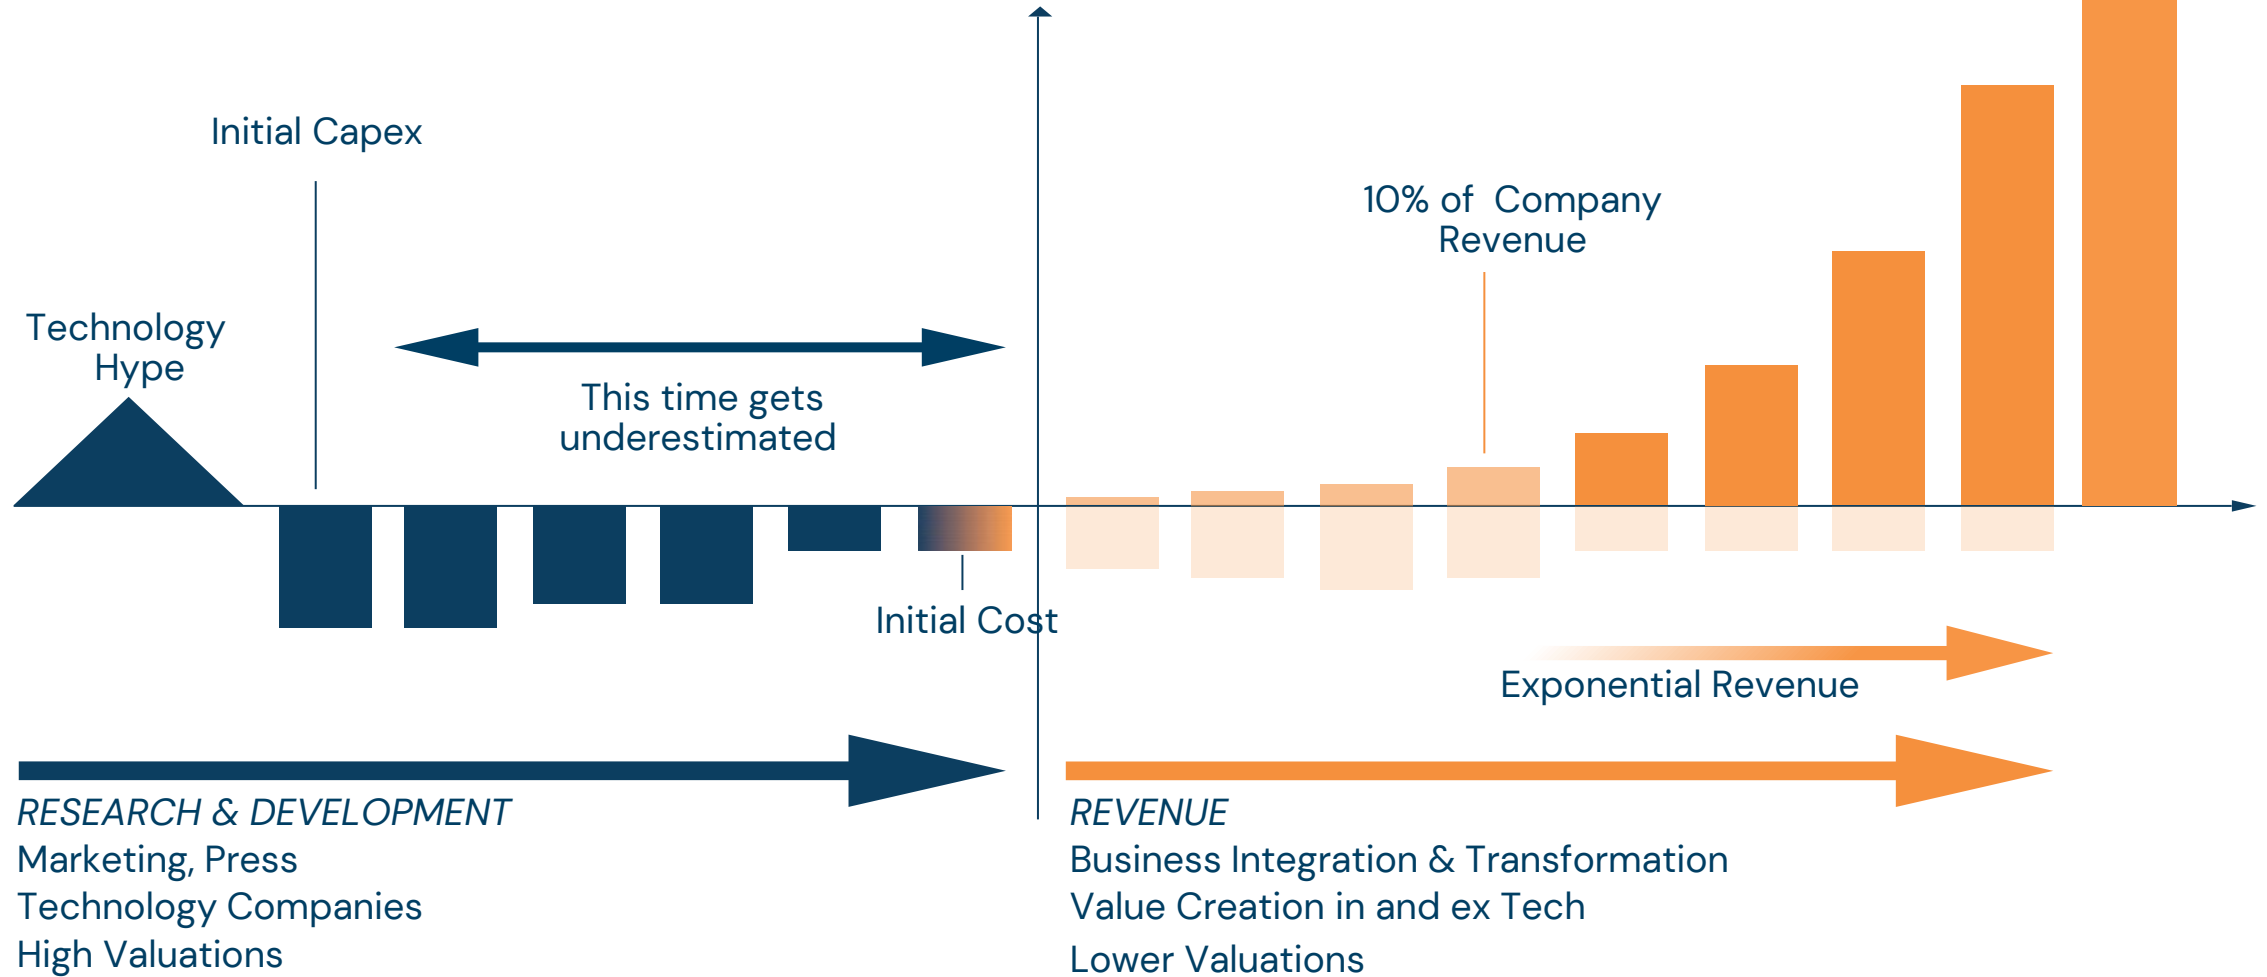 Initial Capex
10% of  Company
Revenue
Technology
Hype
This time gets
underestimated
Initial Cost
Exponential Revenue
RESEARCH & DEVELOPMENT
Marketing, Press
Technology Companies
High Valuations
REVENUE
Business Integration & Transformation
Value Creation in and ex Tech
Lower Valuations